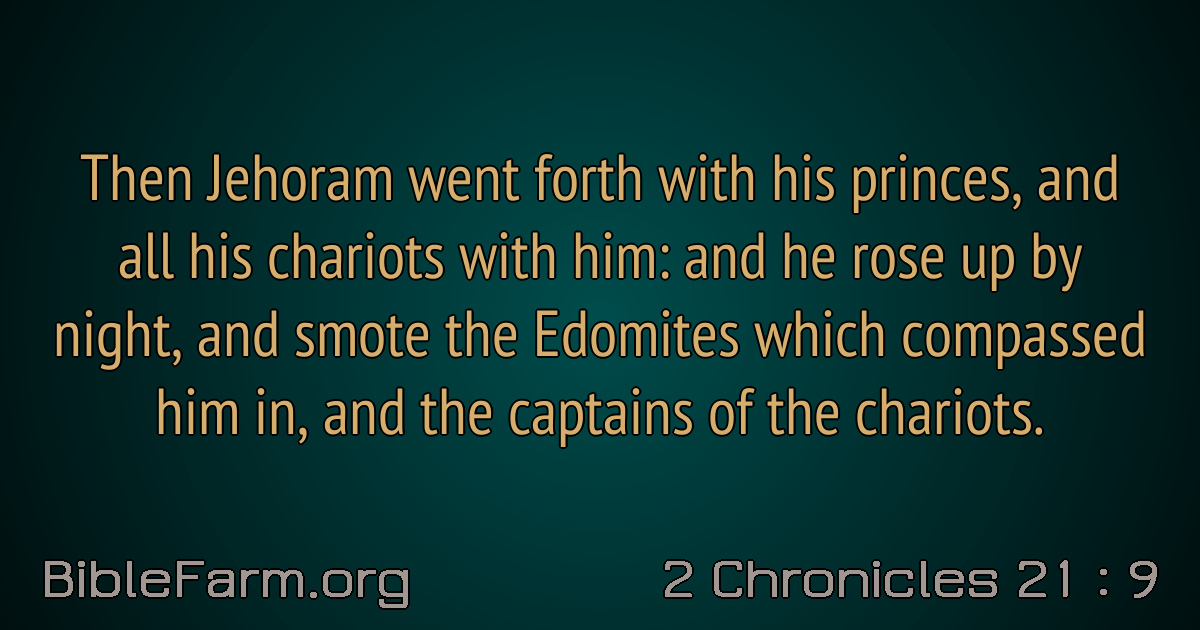 Then Jehoram went forth with his princes, and
all his chariots with him: and he rose up by
night, and smote the Edomites which compassed
him in, and the captains of the chariots.
BibleFarm.org
2 Chronicles 21 : 9